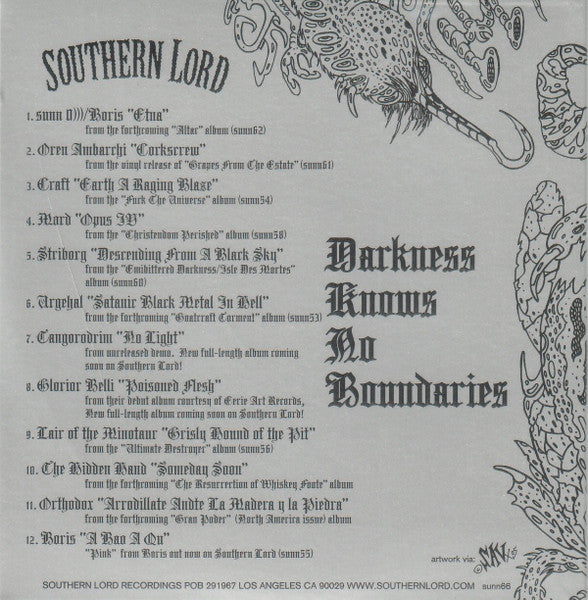 SOUTHERN LORD
1. sunn O)))/Boris "Etna"
from the forthcoming "Altar" album (sunn62)
2. Oren Ambarchi "Corkscrew"
from the vinyl release of "Grapes From The Estate" (sunn61)
3. Craft "Earth A Raging Blaze"
from the "Fuck The Universe" album (sunn54)
4. Mord "Opus IV"
from the "Christendom Perished" album (sunn58)
5. Striborg "Descending From A Black Sky"
from the "Embittered Darkness/Isle Des Mortes"
album (sunn60)
6. Urgehal "Satanic Black Metal In Hell"
from the forthcoming "Goatcraft Torment" album (sunn53)
7. Tangorodrim "No Light"
from unreleased demo. New full-length album coming
soon on Southern Lord!
8. Glorior Belli "Poisoned Flesh"
from their debut album courtesy of Eerie Art Records,
New full-length album coming soon on Southern Lord!
9. Lair of the Minotaur "Grisly Hound of the Pit"
from the "Ultimate Destroyer" album (sunn56)
10. The Hidden Hand "Someday Soon"
from the forthcoming "The Resurrection of Whiskey Foote" album
11. Orthodox "Arrodillate Andte La Madera y la Piedra"
from the forthcoming "Gran Poder" (North America issue) album
12. Boris "A Bao A Qu"
"Pink" from Boris out now on Southern Lord (sunn55)
Darkness
Knows
No
Boundaries
artwork via:
SOUTHERN LORD RECORDINGS POB 291967 LOS ANGELES CA 90029 WWW.SOUTHERNLORD.COM sunn66